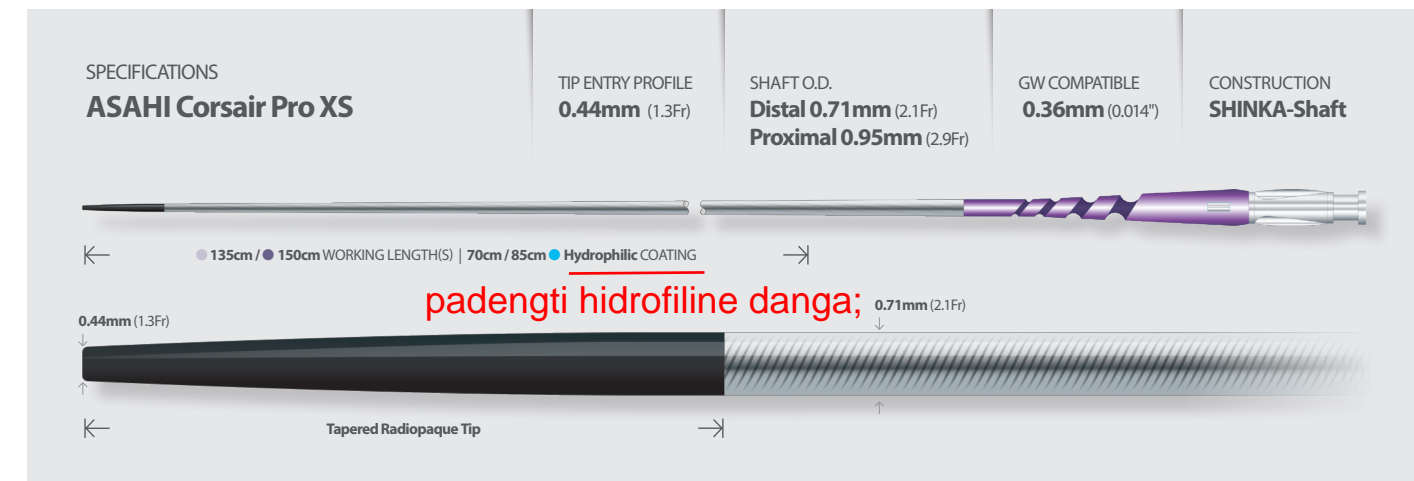 SPECIFICATIONS
ASAHI Corsair Pro XS
TIP ENTRY PROFILE
0.44mm (1.3Fr)
SHAFT O.D.
Distal 0.71mm (2.1Fr)
Proximal 0.95mm (2.9Fr)
GW COMPATIBLE
0.36mm (0.014")
CONSTRUCTION
SHINKA-Shaft
135cm / 150cm WORKING LENGTH(S) | 70cm / 85cm Hydrophilic COATING
padengti hidrofiline danga;
0.44mm (1.3Fr)
0.71mm (2.1Fr)
Tapered Radiopaque Tip